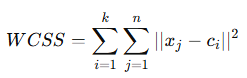 $WCSS = \sum_{i=1}^{k} \sum_{j=1}^{n} ||x_j - c_i||^2$